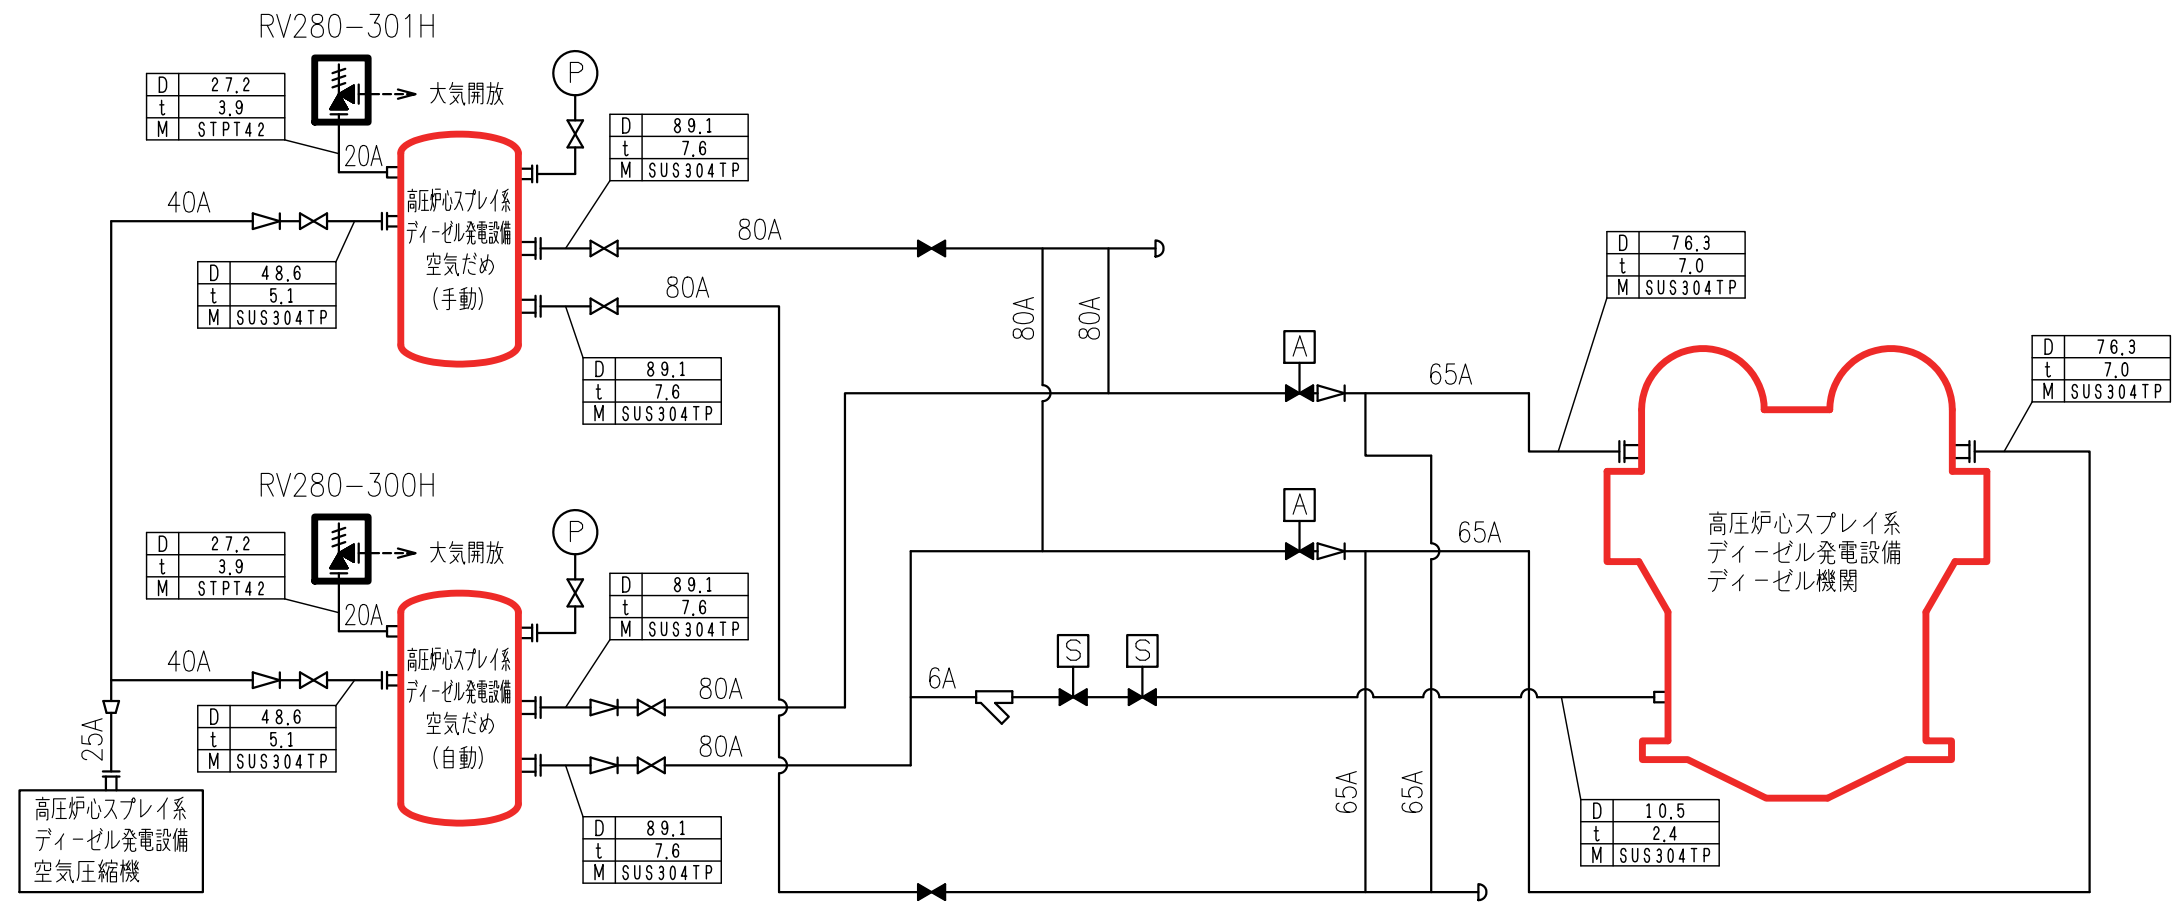 RV280-301H
D 27.2
t 3.9
M STPT42
大気開放
P
20A
D 89.1
t 7.6
M SUS304TP
40A
高圧炉心スプレイ系
ディーゼル発電設備
空気だめ
(手動)
80A
D 48.6
t 5.1
M SUS304TP
80A
D 89.1
t 7.6
M SUS304TP
80A
80A
A
65A
D 76.3
t 7.0
M SUS304TP
D 76.3
t 7.0
M SUS304TP
RV280-300H
D 27.2
t 3.9
M STPT42
大気開放
P
20A
D 89.1
t 7.6
M SUS304TP
A
65A
高圧炉心スプレイ系
ディーゼル発電設備
ディーゼル機関
40A
高圧炉心スプレイ系
ディーゼル発電設備
空気だめ
(自動)
80A
6A
S
S
D 48.6
t 5.1
M SUS304TP
80A
25A
D 89.1
t 7.6
M SUS304TP
65A
65A
D 10.5
t 2.4
M SUS304TP
高圧炉心スプレイ系
ディーゼル発電設備
空気圧縮機